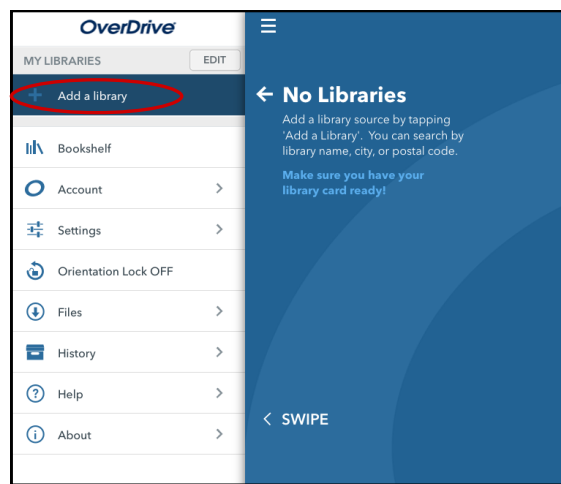 OverDrive
MY LIBRARIES EDIT
Add a library
Bookshelf
Account
Settings
Orientation Lock OFF
Files
History
Help
About
No Libraries
Add a library source by tapping
'Add a Library'. You can search by
library name, city, or postal code.
Make sure you have your
library card ready!
SWIPE